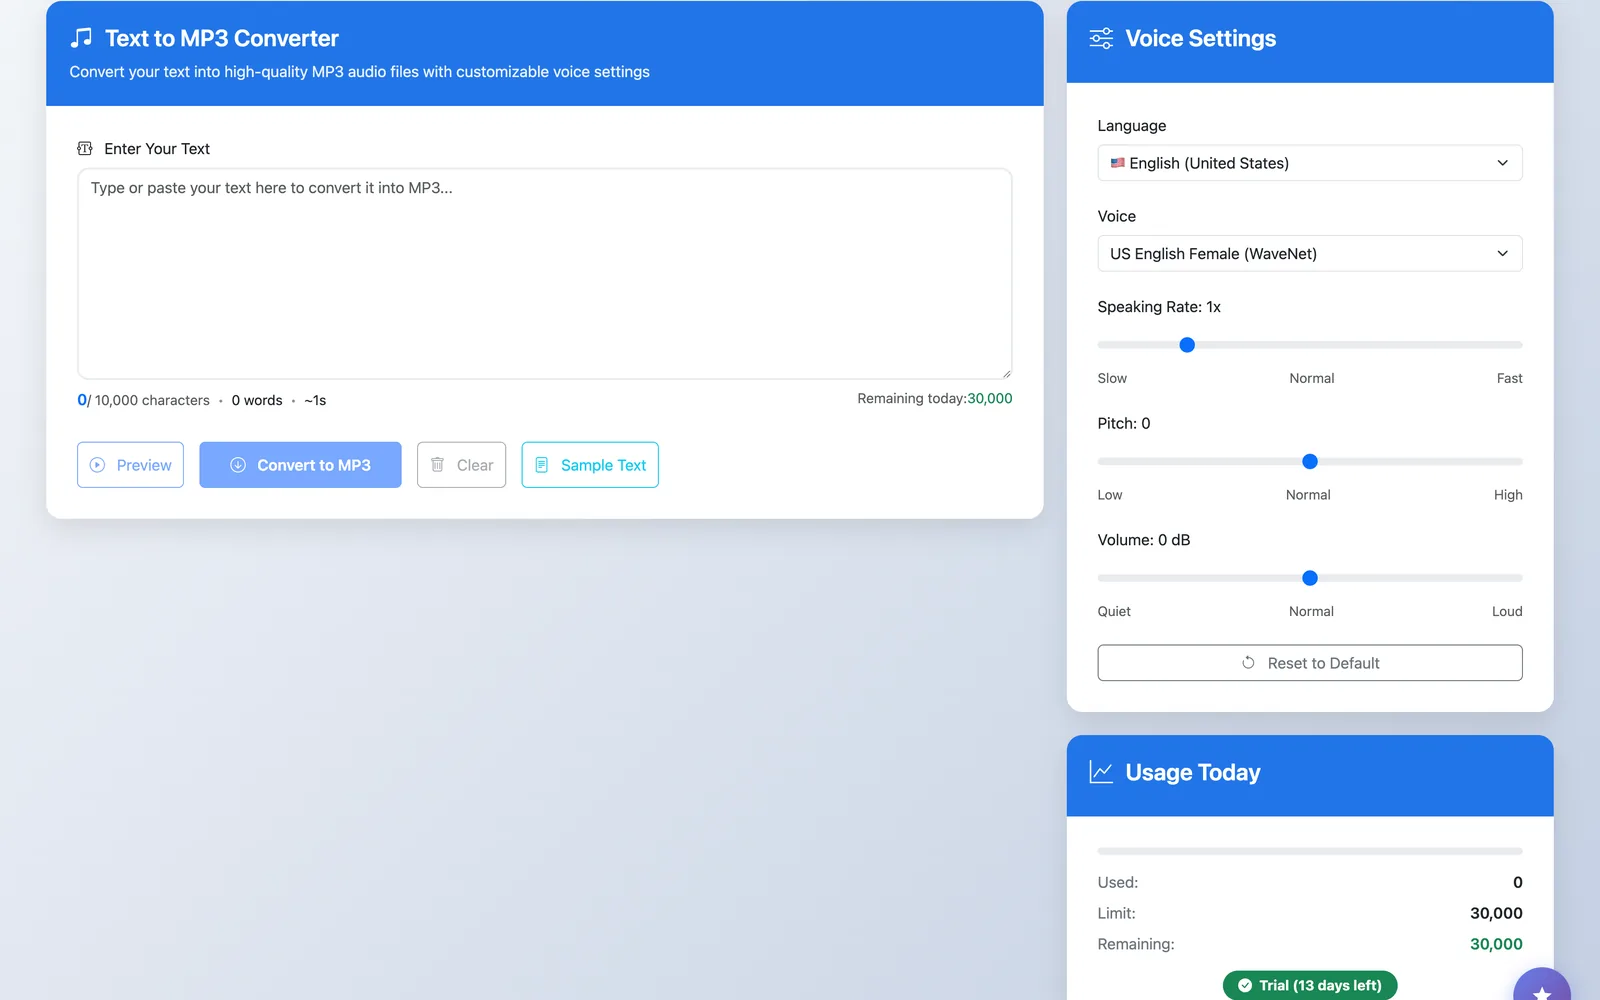 Text to MP3 Converter
Convert your text into high-quality MP3 audio files with customizable voice settings
Enter Your Text
Type or paste your text here to convert it into MP3...
0/ 10,000 characters • 0 words • ~1s
Remaining today:30,000
Preview
Convert to MP3
Clear
Sample Text
Voice Settings
Language
English (United States)
Voice
US English Female (WaveNet)
Speaking Rate: 1x
Slow Normal Fast
Pitch: 0
Low Normal High
Volume: 0 dB
Quiet Normal Loud
Reset to Default
Usage Today
Used: 0
Limit: 30,000
Remaining: 30,000
Trial (13 days left)